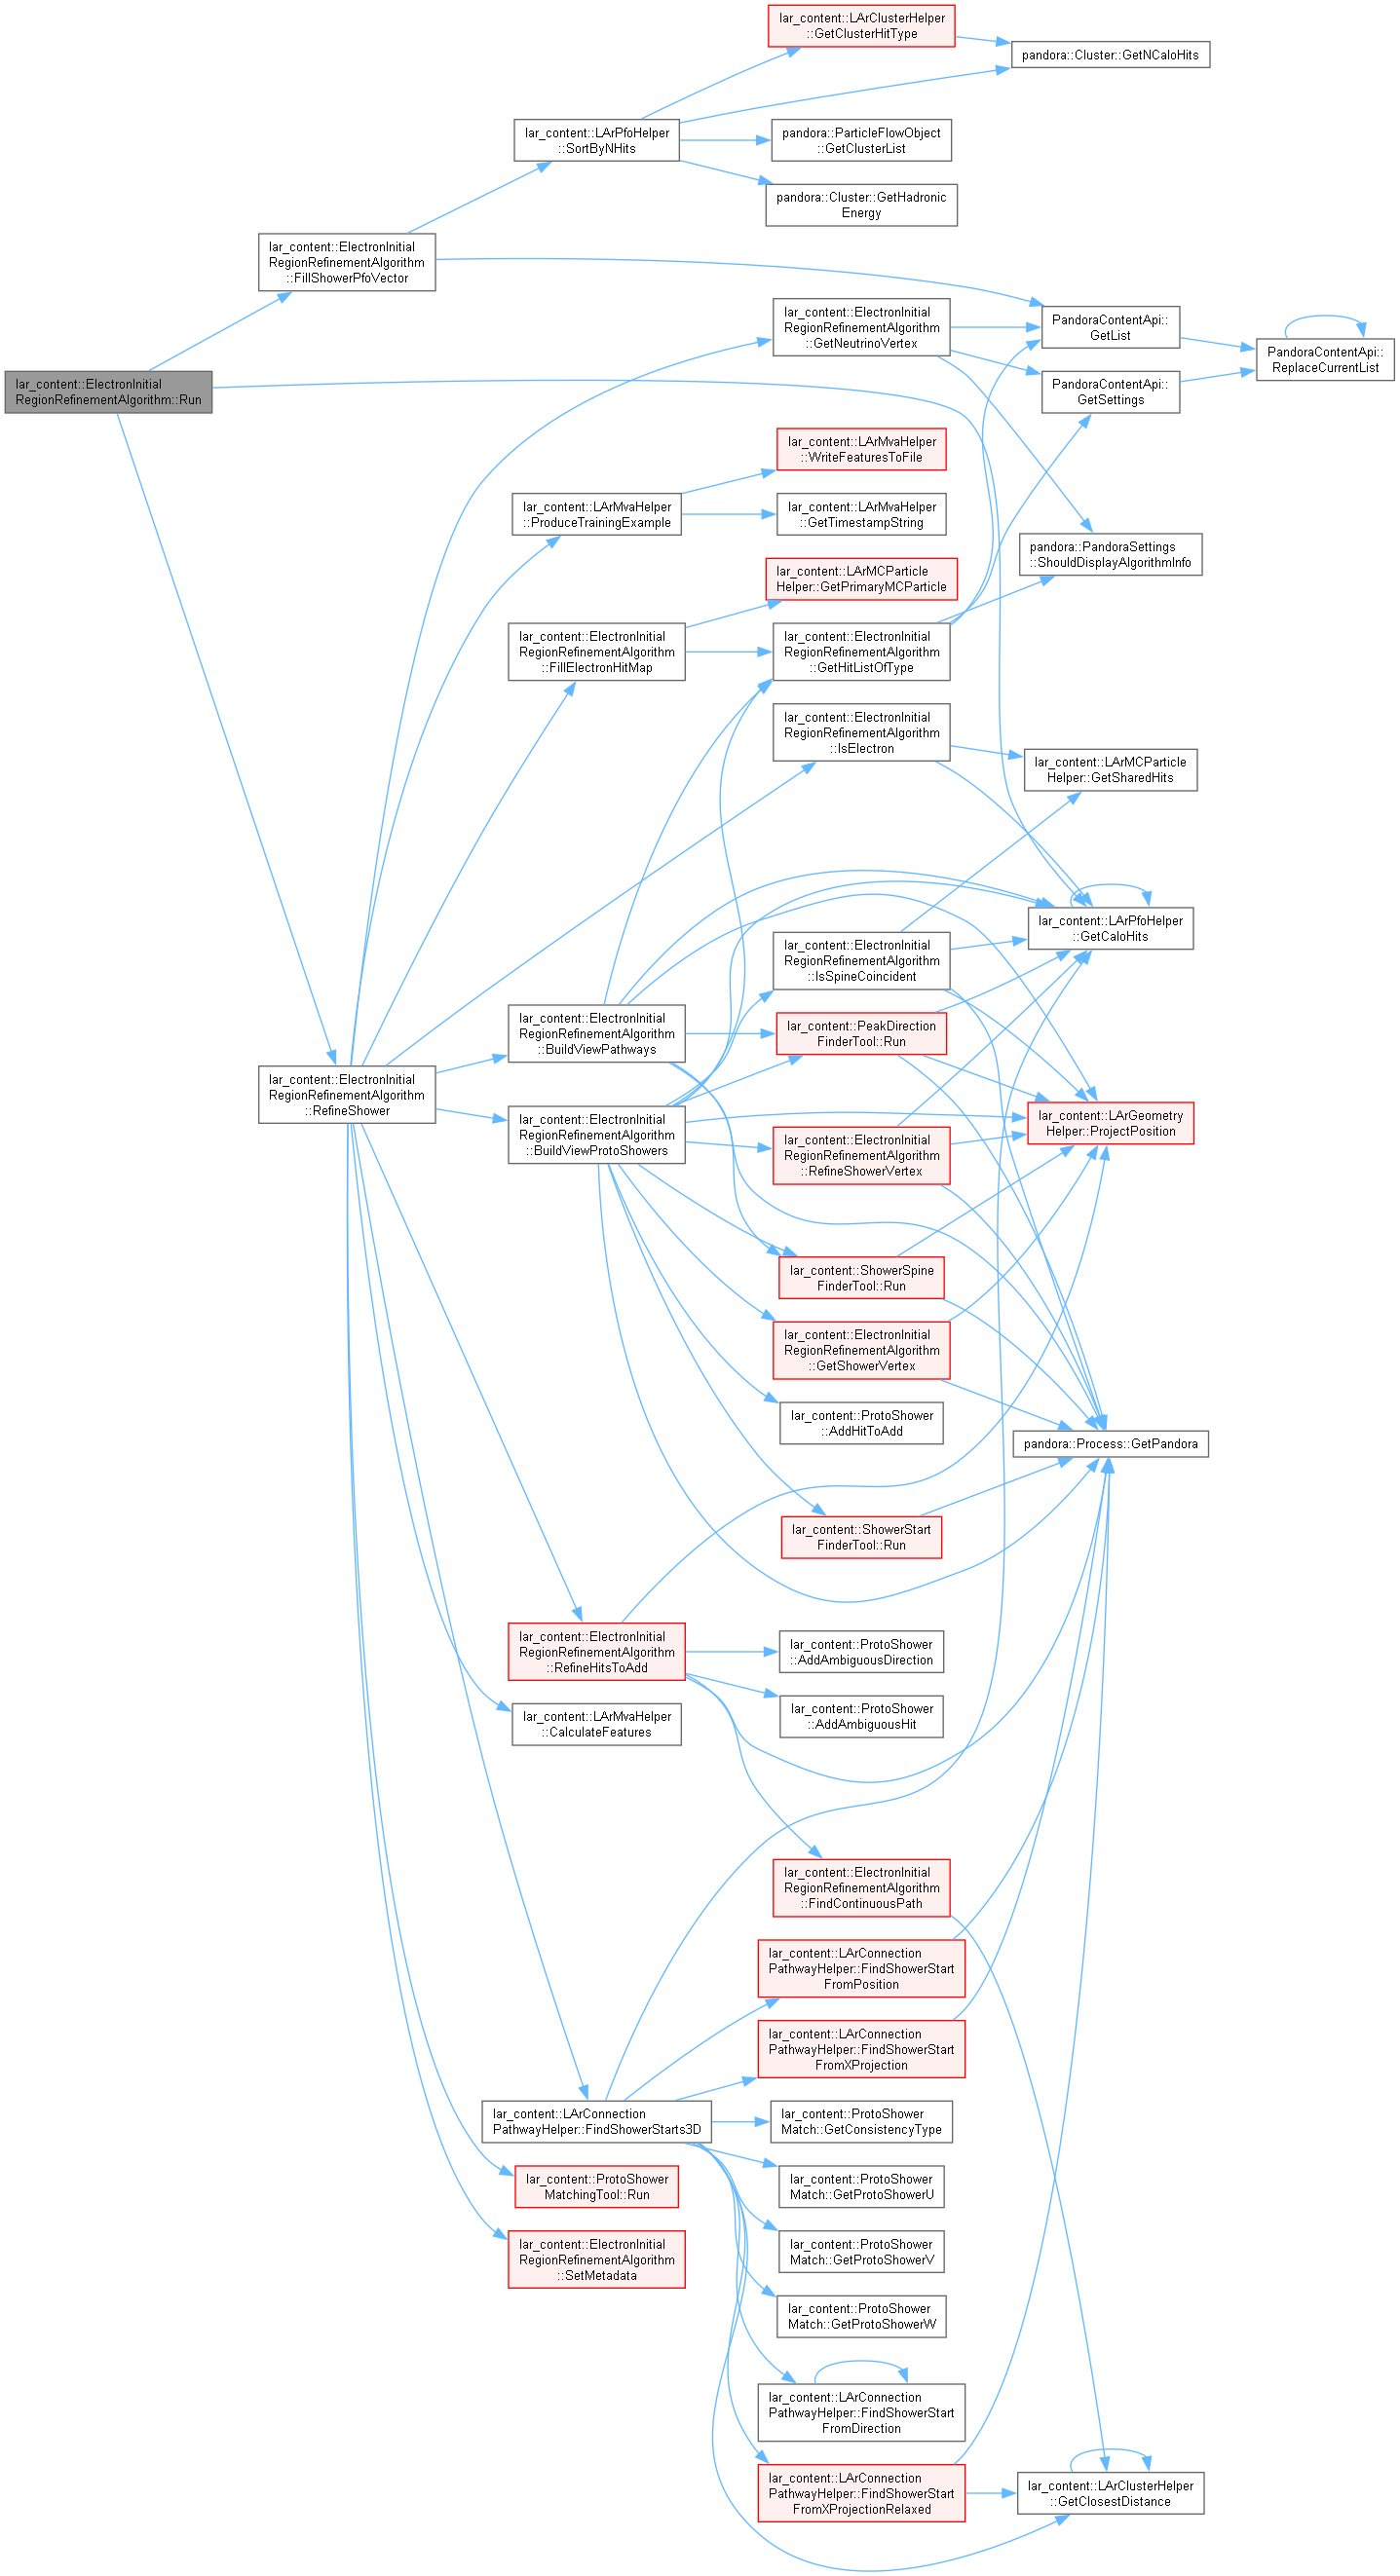 lar_content::LArClusterHelper
::GetClusterHitType
pandora::Cluster::GetNCaloHits
lar_content::LArPfoHelper
::SortByNHits
pandora::ParticleFlowObject
::GetClusterList
pandora::Cluster::GetHadronic
Energy
lar_content::ElectronInitial
RegionRefinementAlgorithm
::FillShowerPfoVector
lar_content::ElectronInitial
RegionRefinementAlgorithm
::GetNeutrinoVertex
PandoraContentApi::
GetList
PandoraContentApi::
ReplaceCurrentList
lar_content::ElectronInitial
RegionRefinementAlgorithm::Run
PandoraContentApi::
GetSettings
lar_content::LArMvaHelper
::WriteFeaturesToFile
lar_content::LArMvaHelper
::ProduceTrainingExample
lar_content::LArMvaHelper
::GetTimestampString
pandora::PandoraSettings
::ShouldDisplayAlgorithmInfo
lar_content::LArMCParticle
Helper::GetPrimaryMCParticle
lar_content::ElectronInitial
RegionRefinementAlgorithm
::FillElectronHitMap
lar_content::ElectronInitial
RegionRefinementAlgorithm
::GetHitListOfType
lar_content::ElectronInitial
RegionRefinementAlgorithm
::IsElectron
lar_content::LArMCParticle
Helper::GetSharedHits
lar_content::LArPfoHelper
::GetCaloHits
lar_content::ElectronInitial
RegionRefinementAlgorithm
::IsSpineCoincident
lar_content::ElectronInitial
RegionRefinementAlgorithm
::BuildViewPathways
lar_content::PeakDirection
FinderTool::Run
lar_content::ElectronInitial
RegionRefinementAlgorithm
::RefineShower
lar_content::ElectronInitial
RegionRefinementAlgorithm
::BuildViewProtoShowers
lar_content::LArGeometry
Helper::ProjectPosition
lar_content::ElectronInitial
RegionRefinementAlgorithm
::RefineShowerVertex
lar_content::ShowerSpine
FinderTool::Run
lar_content::ElectronInitial
RegionRefinementAlgorithm
::GetShowerVertex
lar_content::ProtoShower
::AddHitToAdd
pandora::Process::GetPandora
lar_content::ShowerStart
FinderTool::Run
lar_content::ElectronInitial
RegionRefinementAlgorithm
::RefineHitsToAdd
lar_content::ProtoShower
::AddAmbiguousDirection
lar_content::ProtoShower
::AddAmbiguousHit
lar_content::LArMvaHelper
::CalculateFeatures
lar_content::ElectronInitial
RegionRefinementAlgorithm
::FindContinuousPath
lar_content::LArConnection
PathwayHelper::FindShowerStart
FromPosition
lar_content::LArConnection
PathwayHelper::FindShowerStart
FromXProjection
lar_content::LArConnection
PathwayHelper::FindShowerStarts3D
lar_content::ProtoShower
Match::GetConsistencyType
lar_content::ProtoShower
MatchingTool::Run
lar_content::ProtoShower
Match::GetProtoShowerU
lar_content::ElectronInitial
RegionRefinementAlgorithm
::SetMetadata
lar_content::ProtoShower
Match::GetProtoShowerV
lar_content::ProtoShower
Match::GetProtoShowerW
lar_content::LArConnection
PathwayHelper::FindShowerStart
FromDirection
lar_content::LArConnection
PathwayHelper::FindShowerStart
FromXProjectionRelaxed
lar_content::LArClusterHelper
::GetClosestDistance